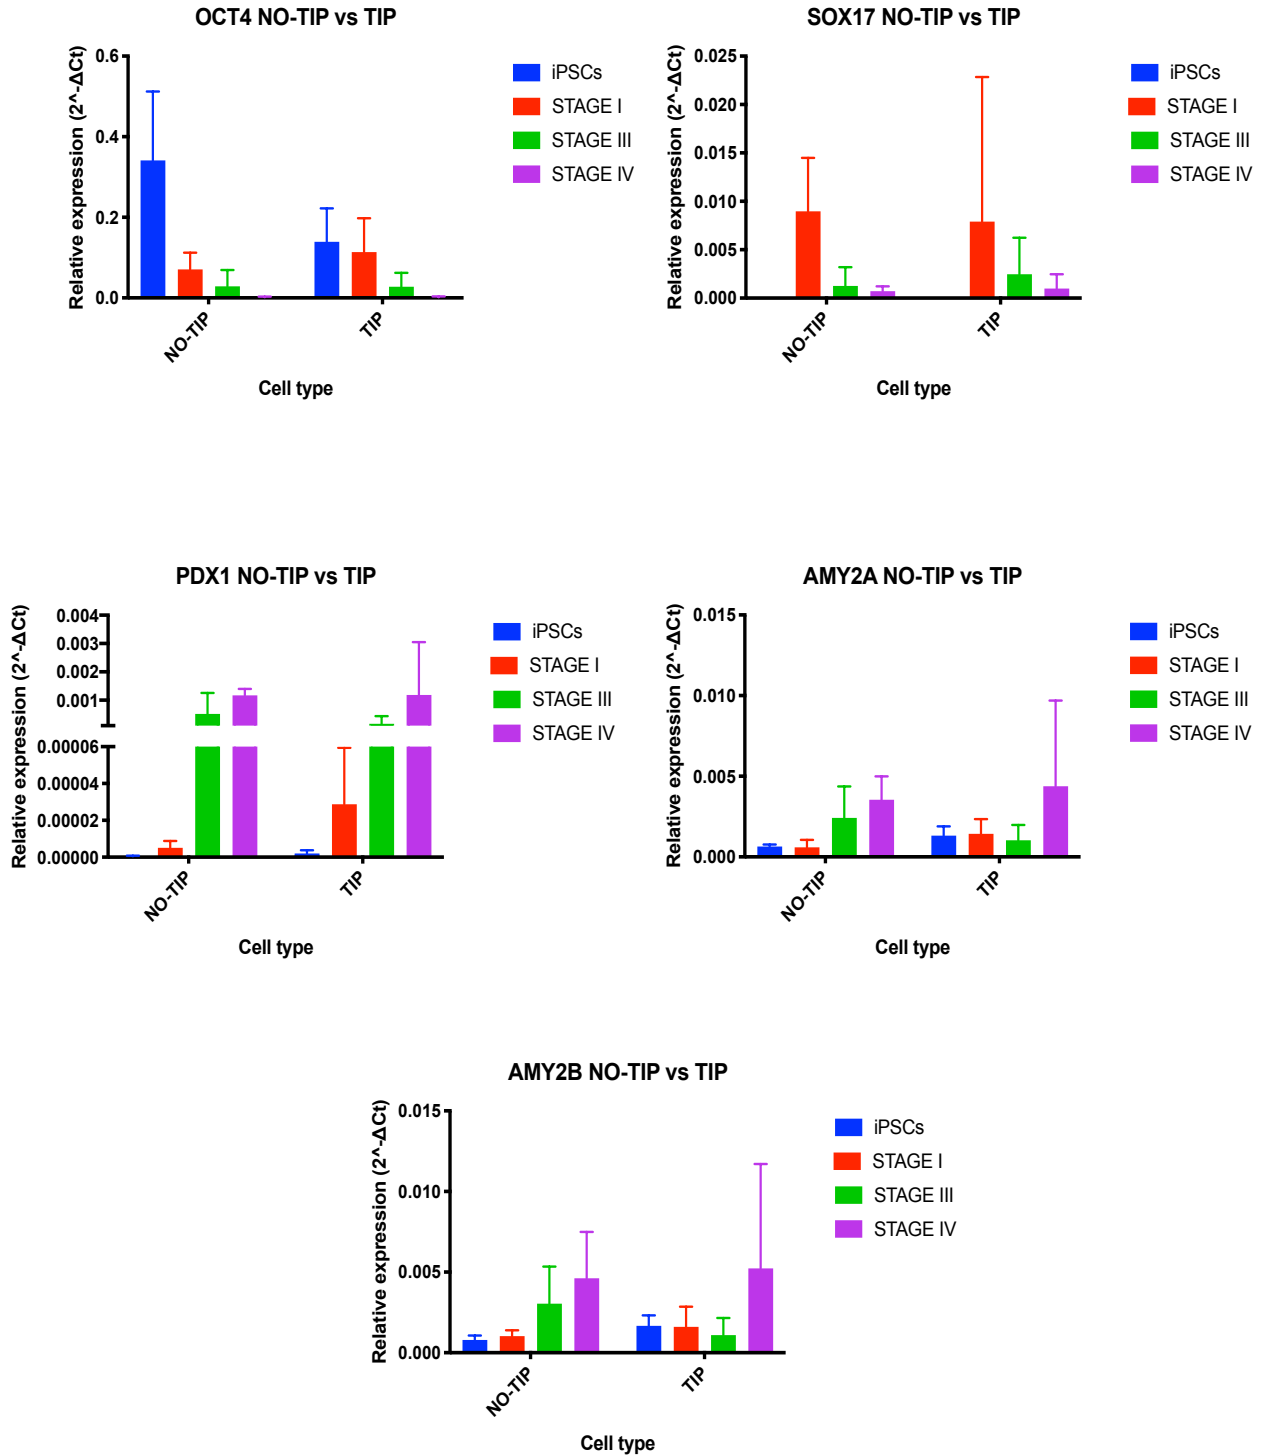 OCT4 NO-TIP vs TIP
Relative expression (2^-ΔCt)
0.6
0.4
0.2
0.0
NO-TIP
TIP
Cell type
iPSCs
STAGE I
STAGE III
STAGE IV
SOX17 NO-TIP vs TIP
Relative expression (2^-ΔCt)
0.025
0.020
0.015
0.010
0.005
0.000
NO-TIP
TIP
Cell type
iPSCs
STAGE I
STAGE III
STAGE IV
PDX1 NO-TIP vs TIP
Relative expression (2^-ΔCt)
0.004
0.003
0.002
0.001
0.00006
0.00004
0.00002
0.00000
NO-TIP
TIP
Cell type
iPSCs
STAGE I
STAGE III
STAGE IV
AMY2A NO-TIP vs TIP
Relative expression (2^-ΔCt)
0.015
0.010
0.005
0.000
NO-TIP
TIP
Cell type
iPSCs
STAGE I
STAGE III
STAGE IV
AMY2B NO-TIP vs TIP
Relative expression (2^-ΔCt)
0.015
0.010
0.005
0.000
NO-TIP
TIP
Cell type
iPSCs
STAGE I
STAGE III
STAGE IV